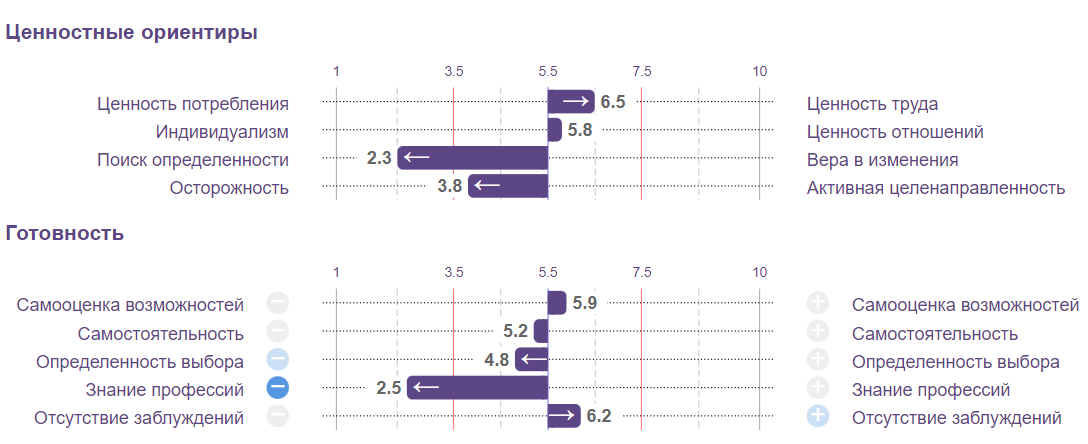 Ценностные ориентиры
1 3.5 5.5 7.5 10
Ценность потребления 6.5 Ценность труда
Индивидуализм 5.8 Ценность отношений
Поиск определенности 2.3 Вера в изменения
Осторожность 3.8 Активная целенаправленность
Готовность
1 3.5 5.5 7.5 10
Самооценка возможностей 5.9 Самооценка возможностей
Самостоятельность 5.2 Самостоятельность
Определенность выбора 4.8 Определенность выбора
Знание профессий 2.5 Знание профессий
Отсутствие заблуждений 6.2 Отсутствие заблуждений